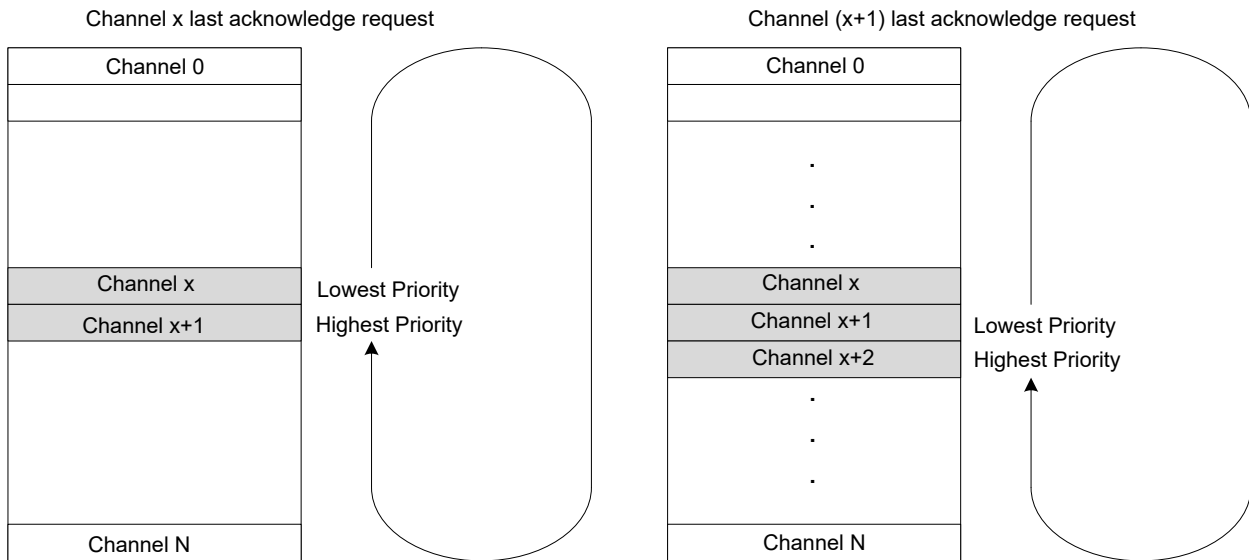 Channel x last acknowledge request
Channel 0
Channel x
Lowest Priority
Channel x+1
Highest Priority
Channel N
Channel (x+1) last acknowledge request
Channel 0
.
.
.
Channel x
Channel x+1
Lowest Priority
Channel x+2
Highest Priority
.
.
.
Channel N